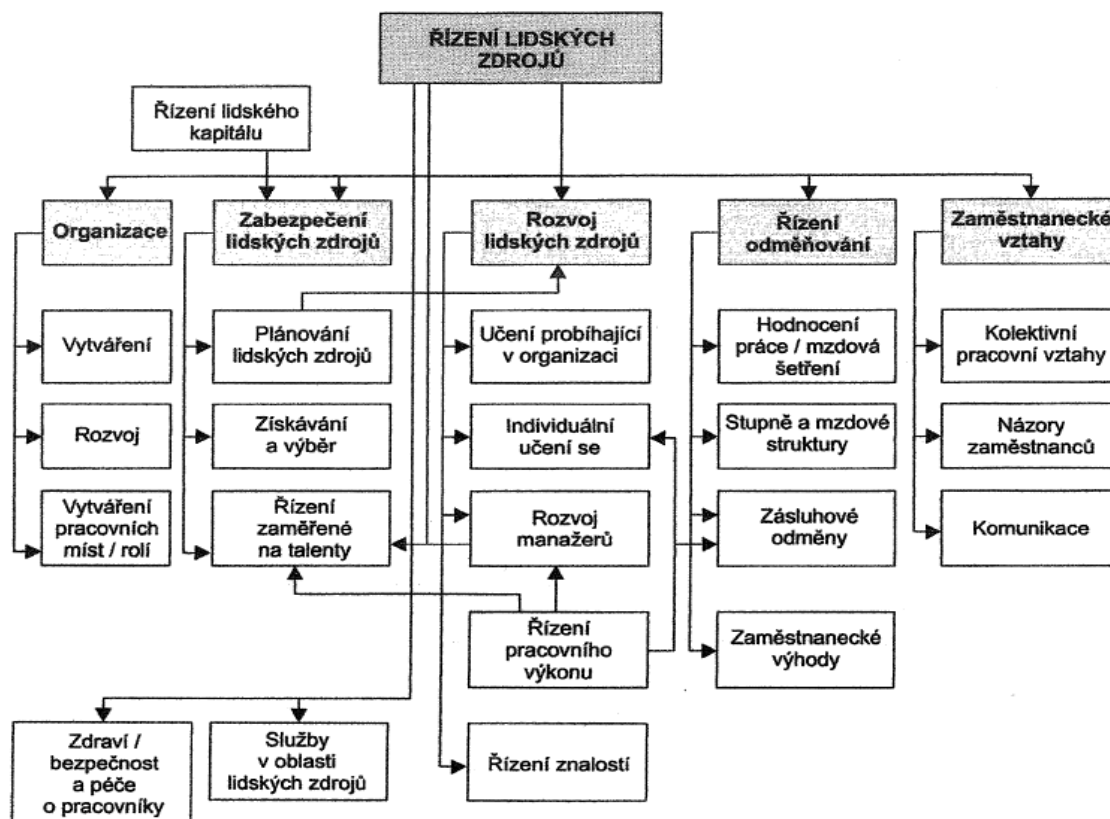 ŘÍZENÍ LIDSKÝCH
ZDROJŮ
Řízení lidského
kapitálu
Organizace
Zabezpečení
lidských zdrojů
Rozvoj
lidských zdrojů
Řízení
odměňování
Zaměstnanecké
vztahy
Vytváření
Plánování
lidských zdrojů
Učení probíhající
v organizaci
Hodnocení
práce / mzdová
šetření
Kolektivní
pracovní vztahy
Rozvoj
Získávání
a výběr
Individuální
učení se
Stupně a mzdové
struktury
Názory
zaměstnanců
Vytváření
pracovních
míst / rolí
Řízení
zaměřené
na talenty
Rozvoj
manažerů
Zásluhové
odměny
Komunikace
Řízení
pracovního
výkonu
Zaměstnanecké
výhody
Zdraví /
bezpečnost
a péče
o pracovníky
Služby
v oblasti
lidských zdrojů
Řízení znalostí